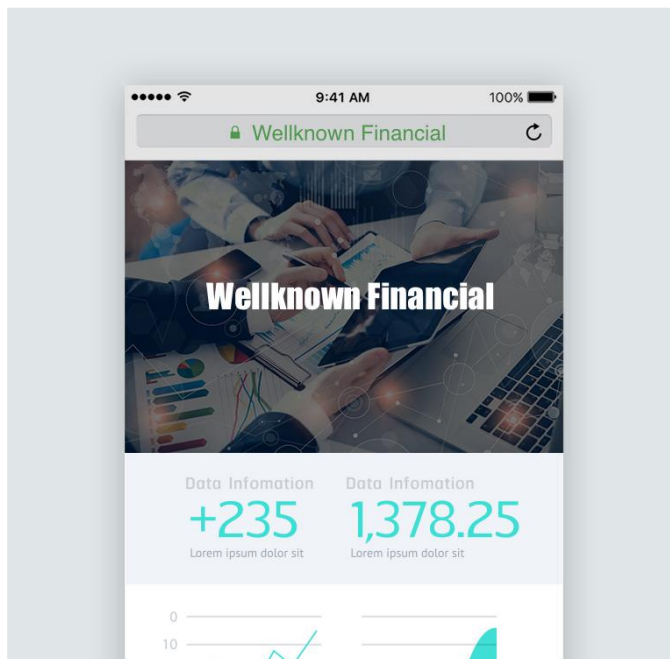 9:41 AM 100%
Wellknown Financial
Wellknown Financial
Data Infomation Data Infomation
+235 1,378.25
Lorem ipsum dolor sit Lorem ipsum dolor sit
0
10